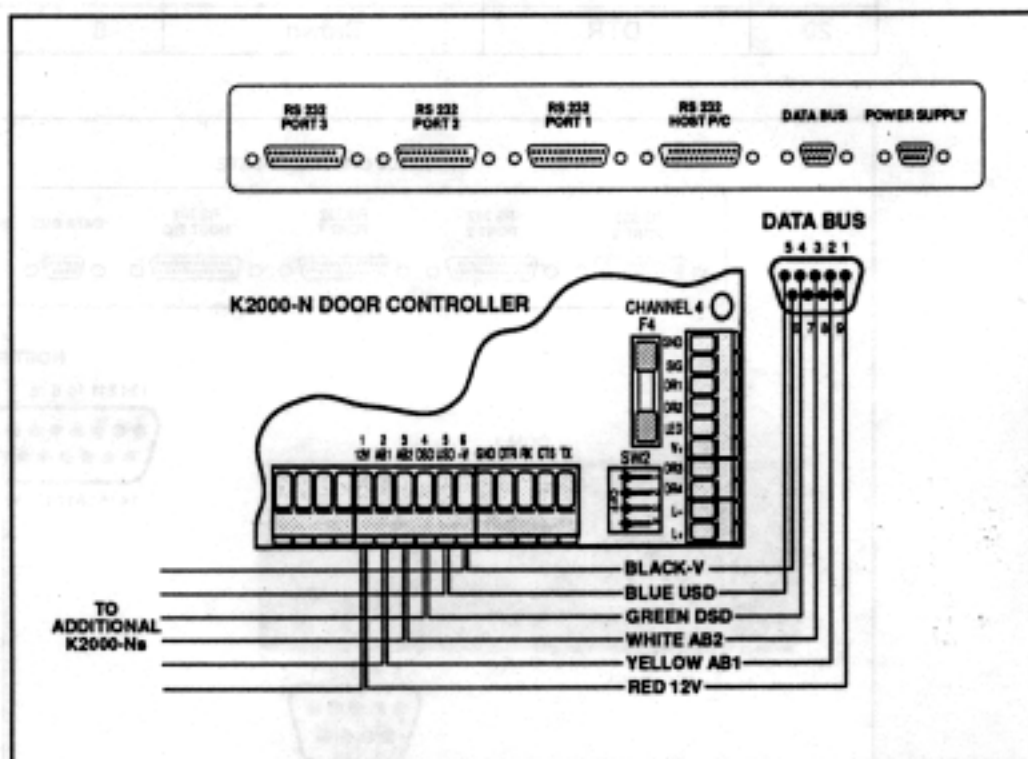 RS 232
PORT 3
RS 232
PORT 2
RS 232
PORT 1
RS 232
HOST P/C
DATA BUS
POWER SUPPLY
DATA BUS
5 4 3 2 1
6 7 8 9
K2000-N DOOR CONTROLLER
CHANNEL 4
F4
GND
SIG
DR1
DR2
LED
V+
DR3
DR4
L-
L+
SW2
OFF
1 2 3 4 5 6
12V AB1 AB2 DSD USD -V GND DTR RX CTS TX
BLACK-V
BLUE USD
GREEN DSD
WHITE AB2
YELLOW AB1
RED 12V
TO
ADDITIONAL
K2000-Ns